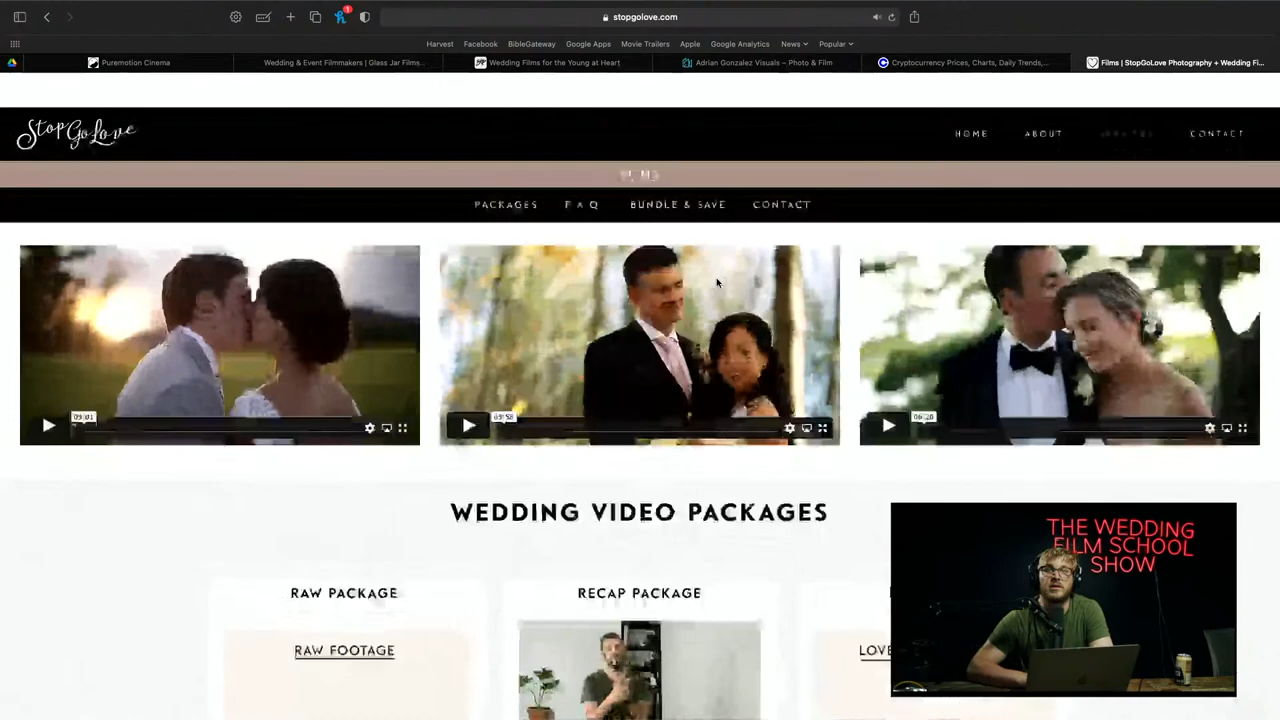 stopgolove.com
Harvest Facebook BibleGateway Google Apps Movie Trailers Apple Google Analytics News Popular
Puremotion Cinema Wedding & Event Filmmakers | Glass Jar Films... Wedding Films for the Young at Heart Adrian Gonzalez Visuals – Photo & Film Cryptocurrency Prices, Charts, Daily Trends,... Films | StopGoLove Photography + Wedding Fi...
StopGoLove
HOME ABOUT CONTACT
PACKAGES F A Q BUNDLE & SAVE CONTACT
WEDDING VIDEO PACKAGES
THE WEDDING
FILM SCHOOL
SHOW
RAW PACKAGE RECAP PACKAGE
RAW FOOTAGE LOVE